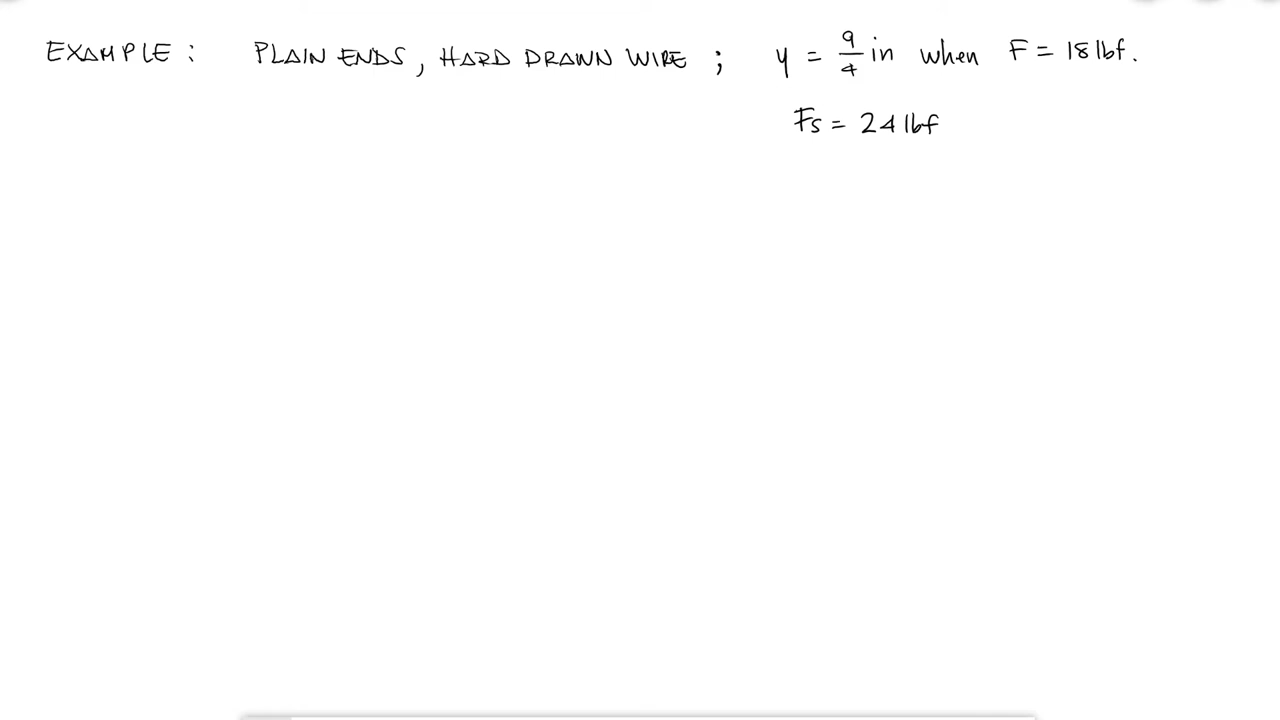 EXAMPLE : PLAIN ENDS, HARD DRAWN WIRE ; y = 9/4 in when F = 18 lbf.
Fs = 24 lbf